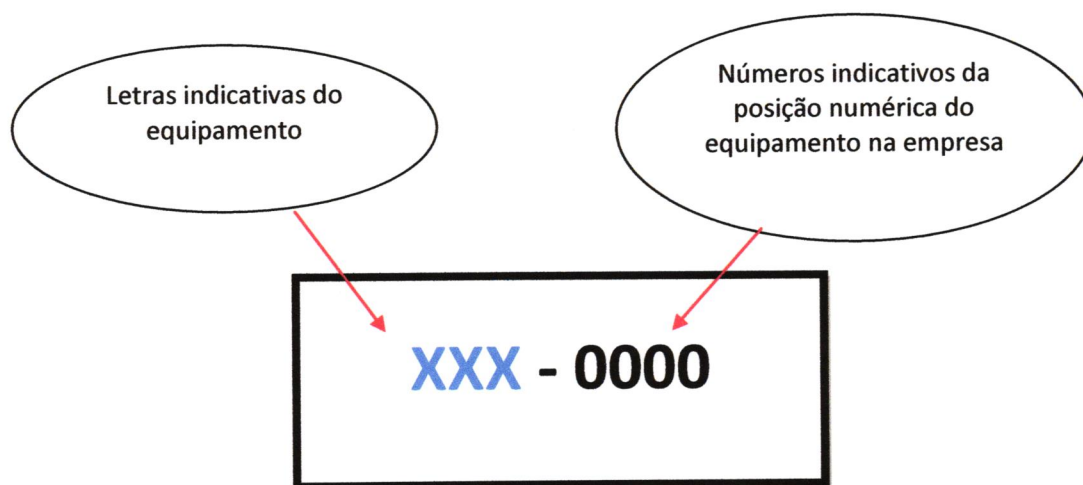 Letras indicativas do
equipamento
Números indicativos da
posição numérica do
equipamento na empresa
XXX - 0000